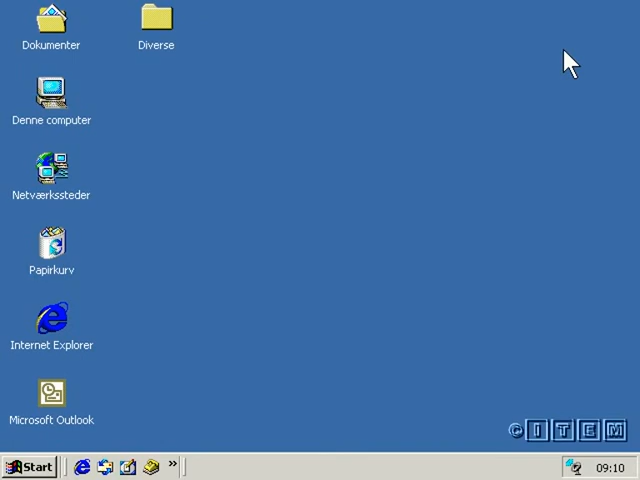 Dokumenter
Diverse
Denne computer
Netværkssteder
Papirkurv
Internet Explorer
Microsoft Outlook
© ITEM
Start
»
09:10